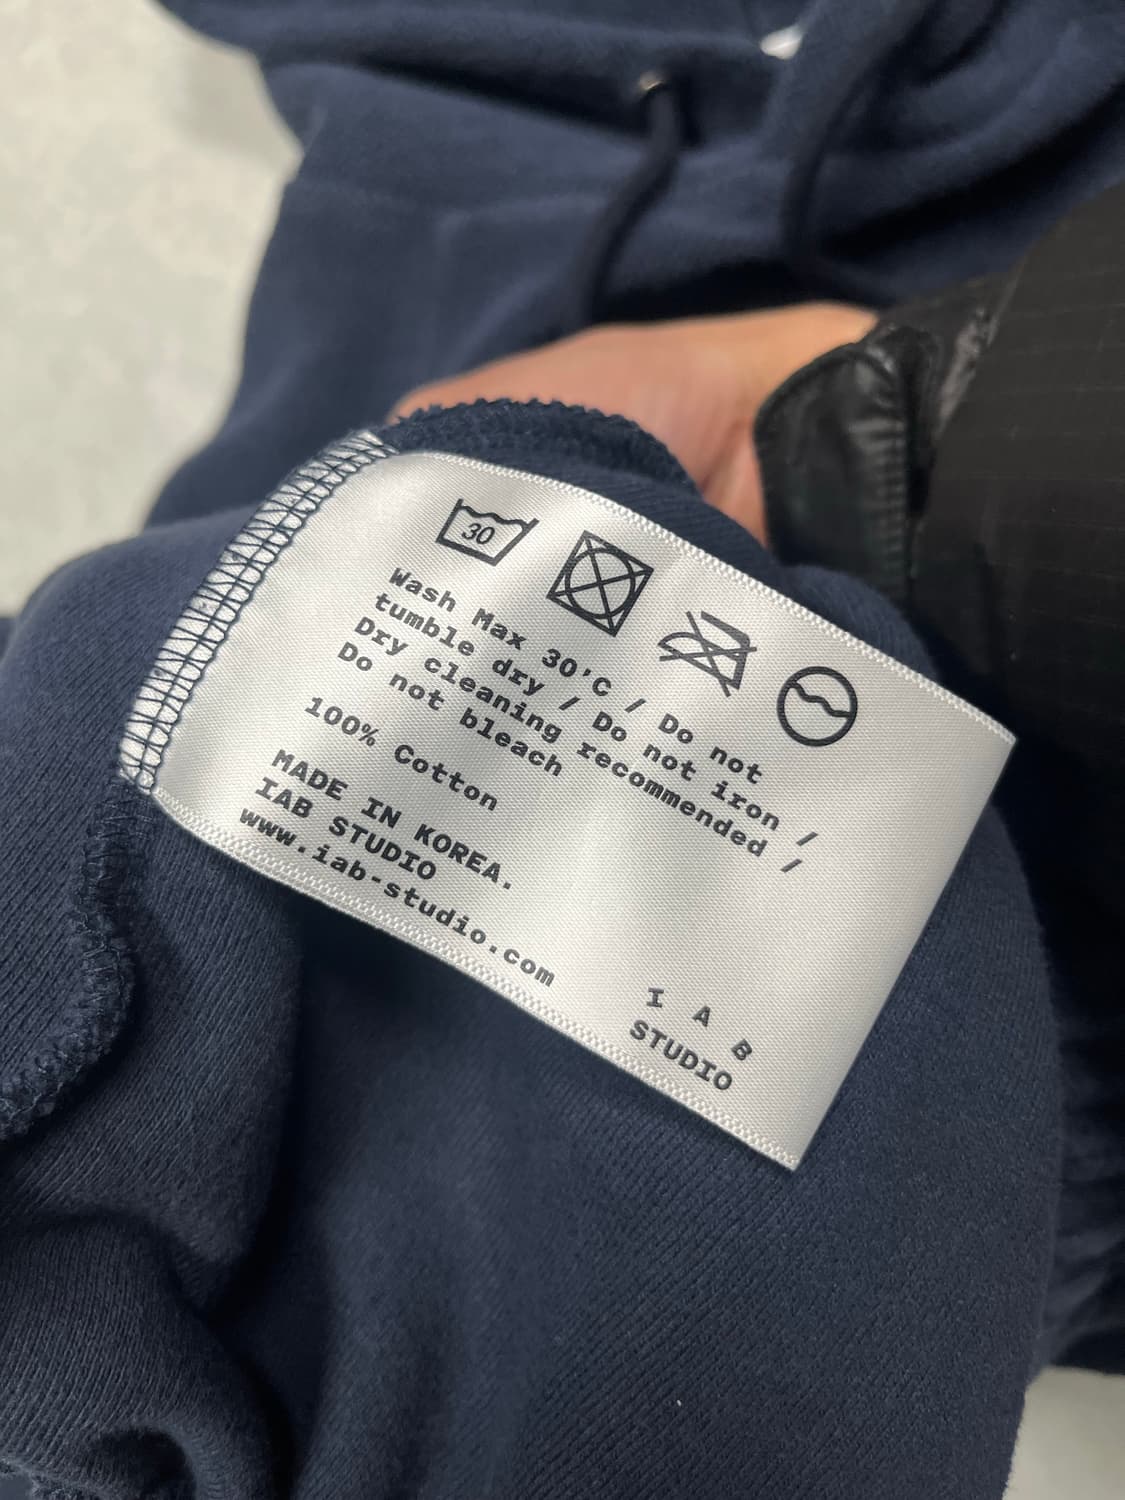 30
Wash Max 30'C / Do not
tumble dry / Do not iron /
Dry cleaning recommended /
Do not bleach
100% Cotton
MADE IN KOREA.
IAB STUDIO
www.iab-studio.com
I A B
STUDIO